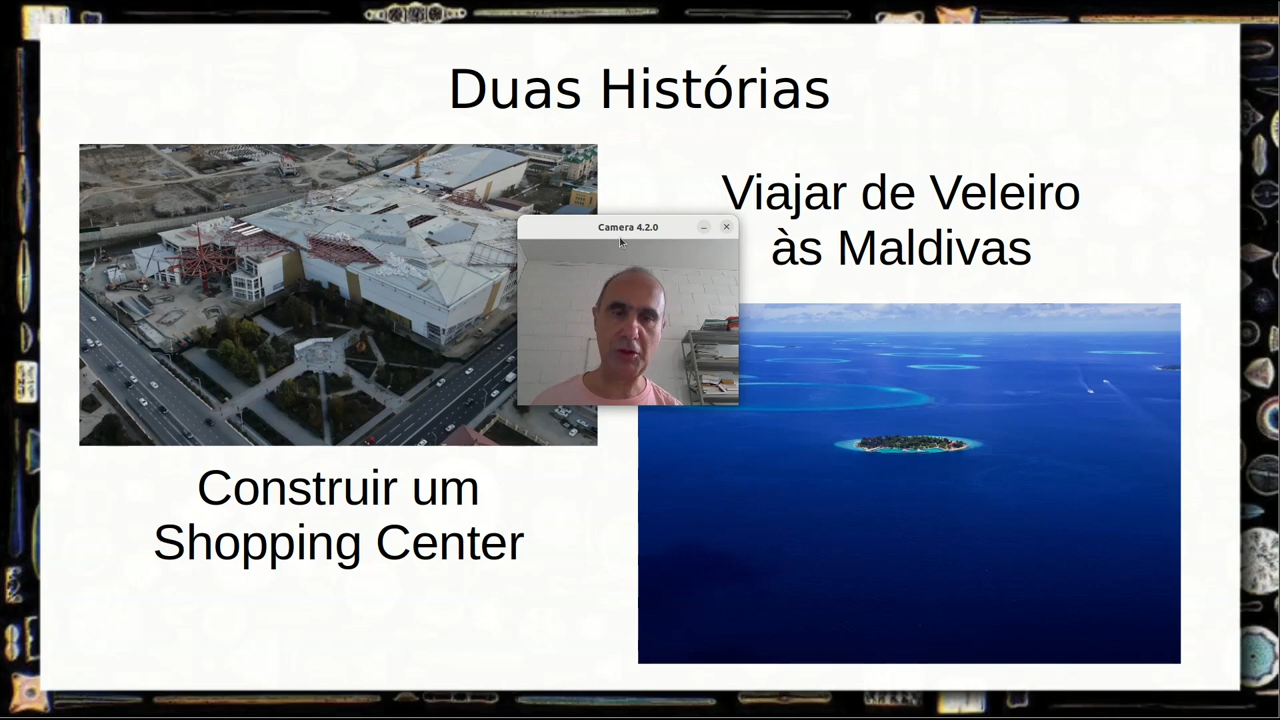 Duas Histórias
Viajar de Veleiro
às Maldivas
Camera 4.2.0
Construir um
Shopping Center